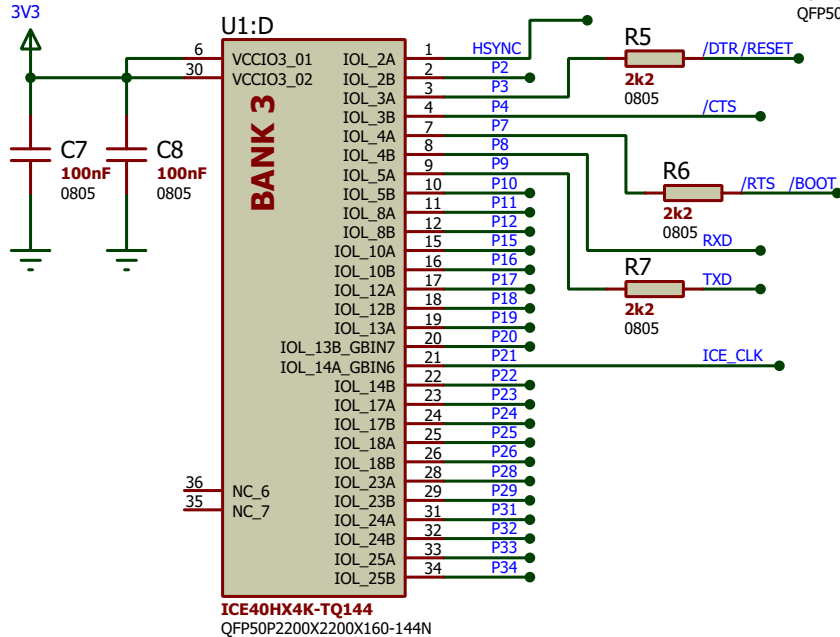 3V3
QFP50
U1:D
6 VCCIO3_01 IOL_2A 1 HSYNC
30 VCCIO3_02 IOL_2B 2 P2
IOL_3A 3 P3
R5
/DTR /RESET
2k2
0805
IOL_3B 4 P4 /CTS
IOL_4A 7 P7
IOL_4B 8 P8
IOL_5A 9 P9
IOL_5B 10 P10
IOL_8A 11 P11
IOL_8B 12 P12
IOL_10A 15 P15
IOL_10B 16 P16
IOL_12A 17 P17
IOL_12B 18 P18
IOL_13A 19 P19
IOL_13B_GBIN7 20 P20
IOL_14A_GBIN6 21 P21 ICE_CLK
IOL_14B 22 P22
IOL_17A 23 P23
IOL_17B 24 P24
IOL_18A 25 P25
IOL_18B 26 P26
IOL_23A 28 P28
IOL_23B 29 P29
IOL_24A 31 P31
IOL_24B 32 P32
IOL_25A 33 P33
IOL_25B 34 P34
BANK 3
C7
100nF
0805
C8
100nF
0805
R6
/RTS /BOOT
2k2
0805
RXD
R7
TXD
2k2
0805
36 NC_6
35 NC_7
ICE40HX4K-TQ144
QFP50P2200X2200X160-144N